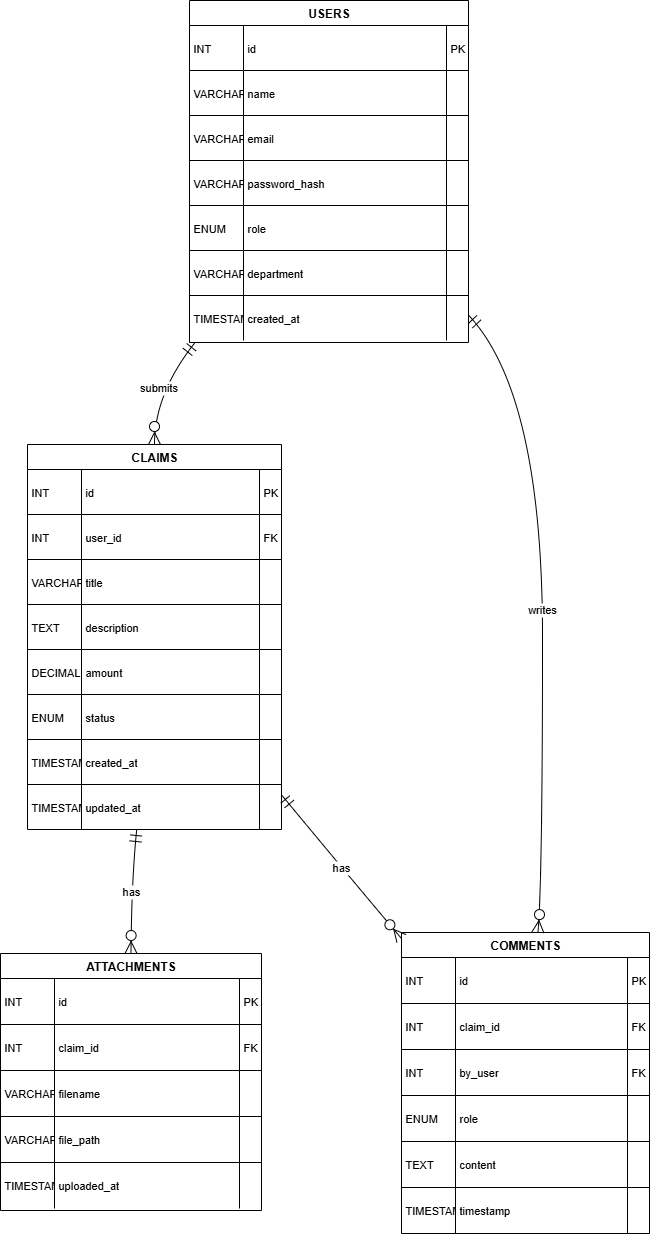 USERS
INT id PK
VARCHAR name
VARCHAR email
VARCHAR password_hash
ENUM role
VARCHAR department
TIMESTAM created_at
submits
CLAIMS
INT id PK
INT user_id FK
VARCHAR title
TEXT description
DECIMAL amount
ENUM status
TIMESTAM created_at
TIMESTAM updated_at
writes
has
has
ATTACHMENTS
INT id PK
INT claim_id FK
VARCHAR filename
VARCHAR file_path
TIMESTAM uploaded_at
COMMENTS
INT id PK
INT claim_id FK
INT by_user FK
ENUM role
TEXT content
TIMESTAM timestamp